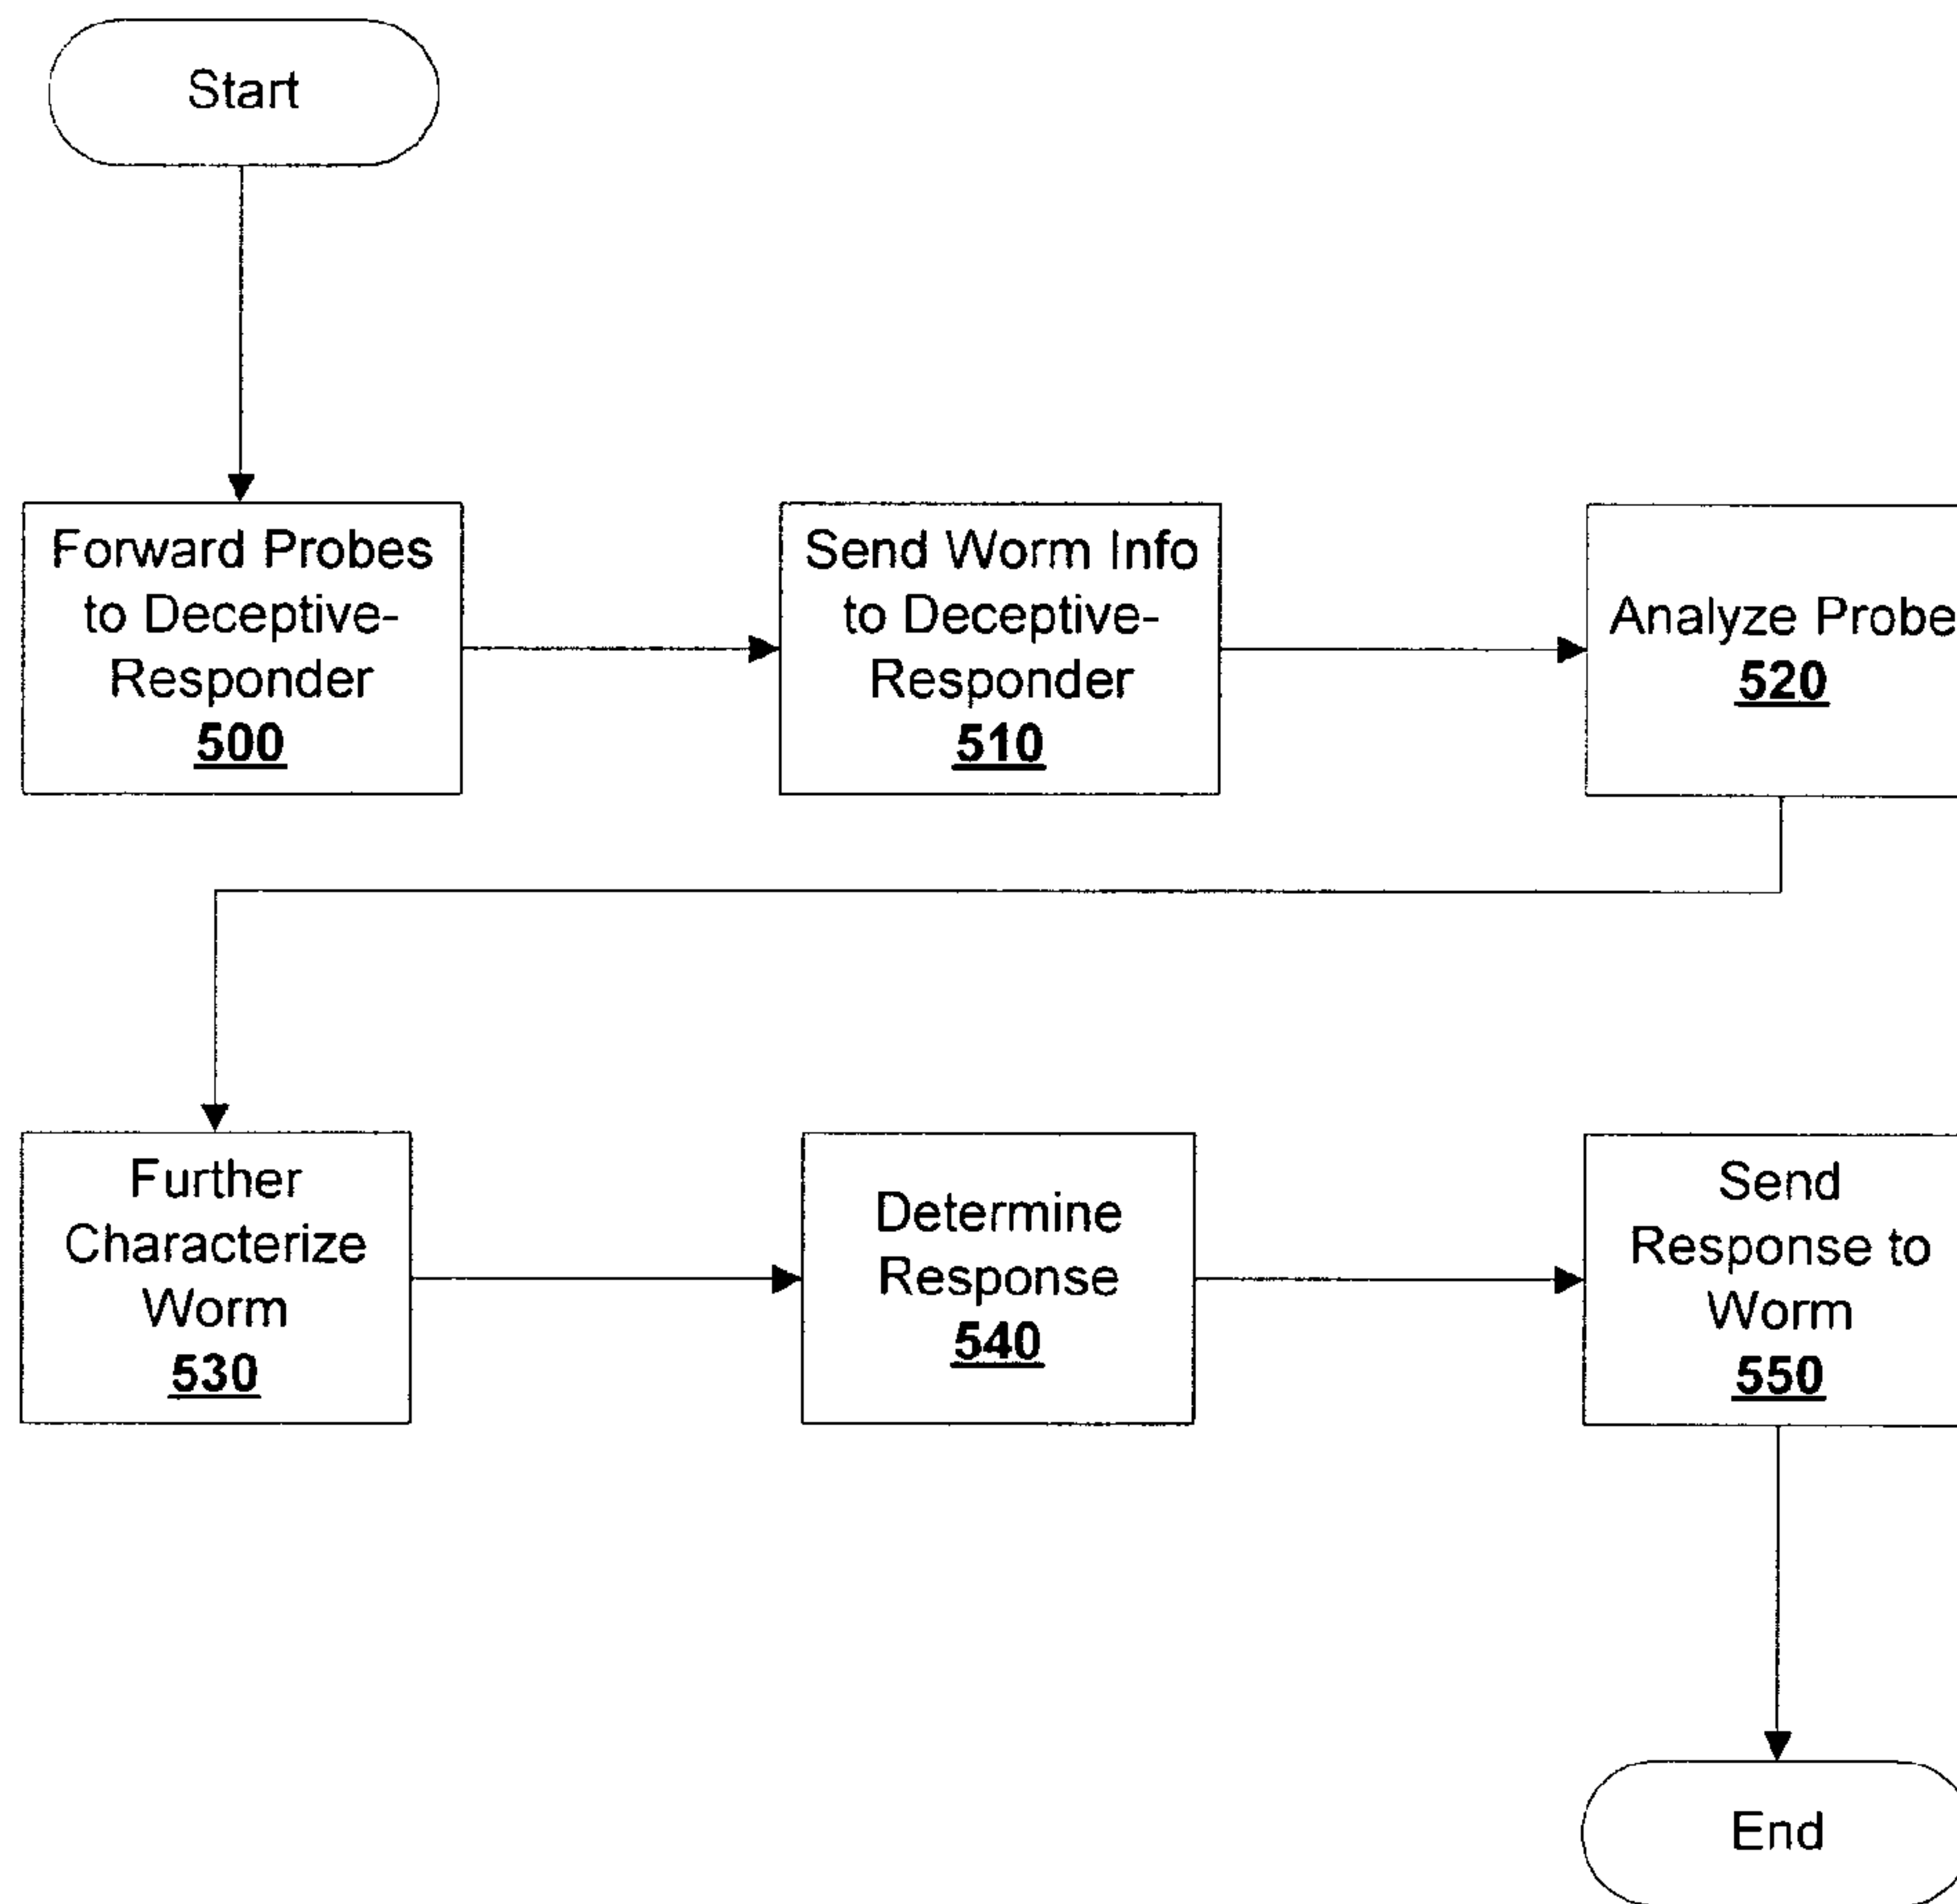 Start
Forward Probes
to Deceptive-
Responder
500
Send Worm Info
to Deceptive-
Responder
510
Analyze Probe
520
Further
Characterize
Worm
530
Determine
Response
540
Send
Response to
Worm
550
End